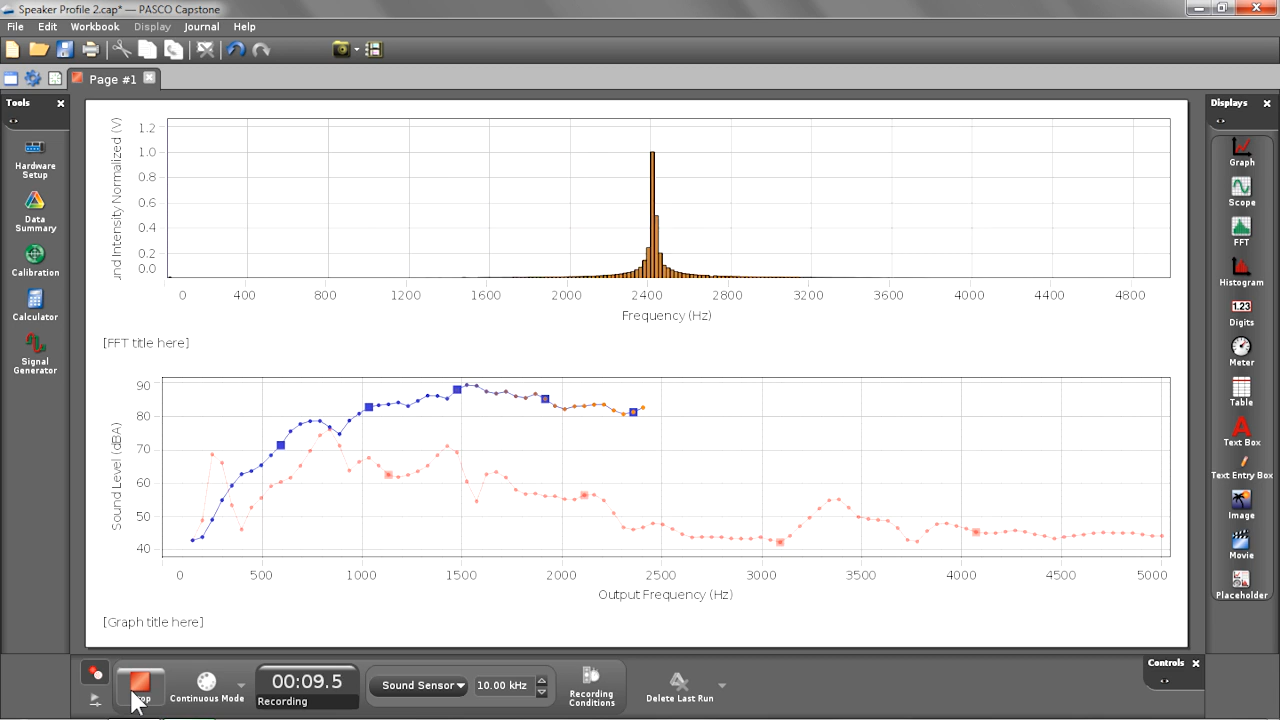 Speaker Profile 2.cap* — PASCO Capstone
File Edit Workbook Display Journal Help
Page #1
Tools
Hardware
Setup
Data
Summary
Calibration
Calculator
Signal
Generator
und Intensity Normalized (V)
1.2
1.0
0.8
0.6
0.4
0.2
0.0
0 400 800 1200 1600 2000 2400 2800 3200 3600 4000 4400 4800
Frequency (Hz)
[FFT title here]
Sound Level (dBA)
90
80
70
60
50
40
0 500 1000 1500 2000 2500 3000 3500 4000 4500 5000
Output Frequency (Hz)
[Graph title here]
Displays
Graph
Scope
FFT
Histogram
1.23
Digits
Meter
Table
Text Box
Text Entry Box
Image
Movie
Placeholder
Continuous Mode
00:09.5
Recording
Sound Sensor
10.00 kHz
Recording
Conditions
Delete Last Run
Controls